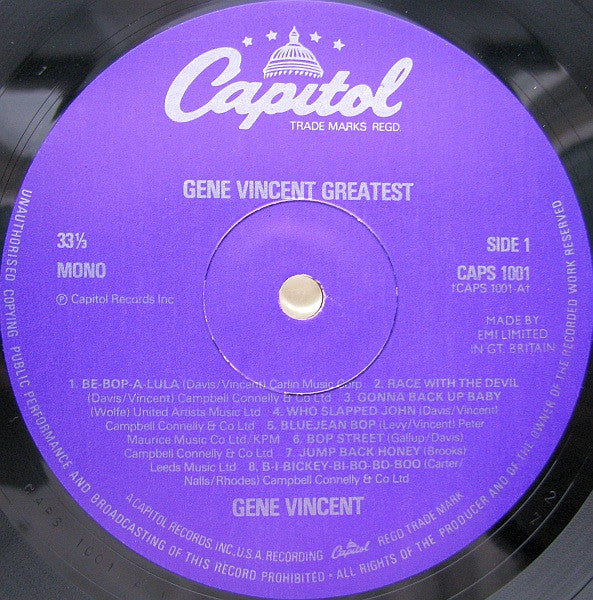 Capitol
TRADE MARKS REGD.
GENE VINCENT GREATEST
33⅓
MONO
℗ Capitol Records Inc
SIDE 1
CAPS 1001
†CAPS 1001-A†
MADE BY
EMI LIMITED
IN GT. BRITAIN
1. BE-BOP-A-LULA (Davis/Vincent) Carlin Music Corp 2. RACE WITH THE DEVIL
(Davis/Vincent) Campbell Connelly & Co Ltd 3. GONNA BACK UP BABY
(Wolfe) United Artists Music Ltd 4. WHO SLAPPED JOHN (Davis/Vincent)
Campbell Connelly & Co Ltd 5. BLUEJEAN BOP (Levy/Vincent) Peter
Maurice Music Co Ltd/KPM 6. BOP STREET (Gallup/Davis)
Campbell Connelly & Co Ltd 7. JUMP BACK HONEY (Brooks)
Leeds Music Ltd 8. B-I-BICKEY-BI-BO-BO-BOO (Carter/
Nalls/Rhodes) Campbell Connelly & Co Ltd
GENE VINCENT
A CAPITOL RECORDS, INC. U.S.A. RECORDING Capitol REGD TRADE MARK
UNAUTHORISED COPYING PUBLIC PERFORMANCE AND BROADCASTING OF THIS RECORD PROHIBITED • ALL RIGHTS OF THE PRODUCER AND OF THE OWNER OF THE RECORDED WORK RESERVED
CAPS 1001